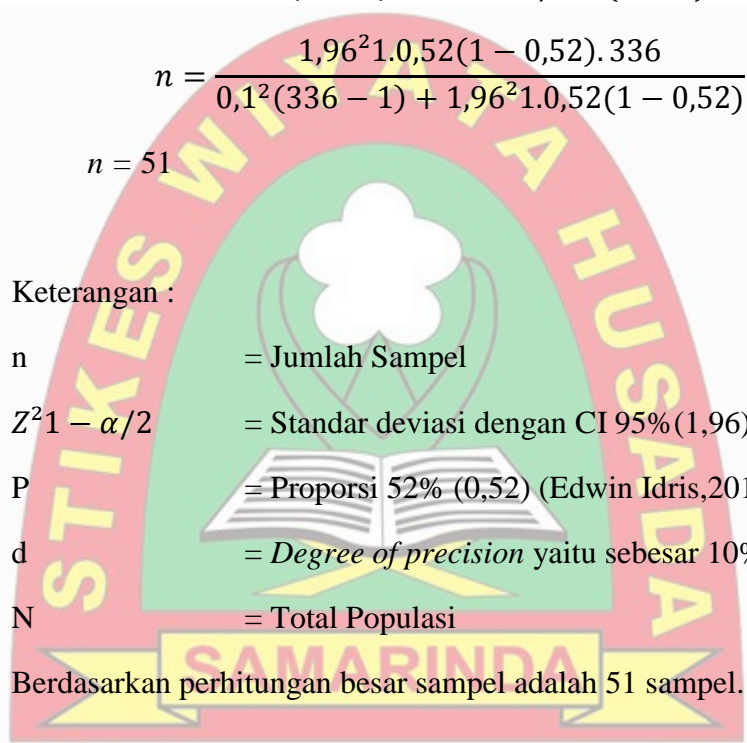 n = 1,96²1.0,52(1 − 0,52).336 / 0,1²(336 − 1) + 1,96²1.0,52(1 − 0,52)
n = 51
Keterangan :
n = Jumlah Sampel
Z²1 − α/2 = Standar deviasi dengan CI 95%(1,96)
P = Proporsi 52% (0,52) (Edwin Idris,201
d = Degree of precision yaitu sebesar 10%
N = Total Populasi
Berdasarkan perhitungan besar sampel adalah 51 sampel.
STIKES WIYATA HUSADA
SAMARINDA